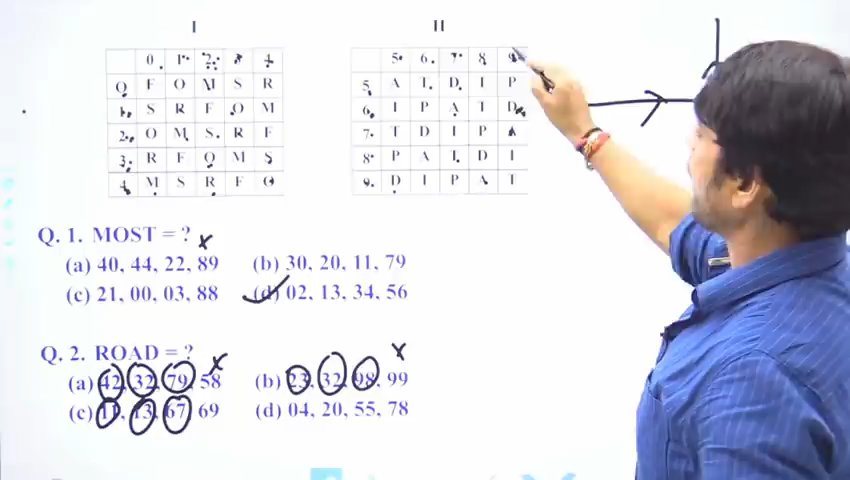 I II
0 1 2 3 4
0 F O M S R
1 S R F O M
2 O M S R F
3 R F O M S
4 M S R F O
5 6 7 8 9
5 A T D I P
6 I P A T D
7 T D I P A
8 P A T D I
9 D I P A T
Q. 1. MOST = ?
(a) 40, 44, 22, 89 (b) 30, 20, 11, 79
(c) 21, 00, 03, 88 (d) 02, 13, 34, 56
Q. 2. ROAD = ?
(a) 42, 32, 79, 58 (b) 23, 32, 98, 99
(c) 11, 13, 67, 69 (d) 04, 20, 55, 78